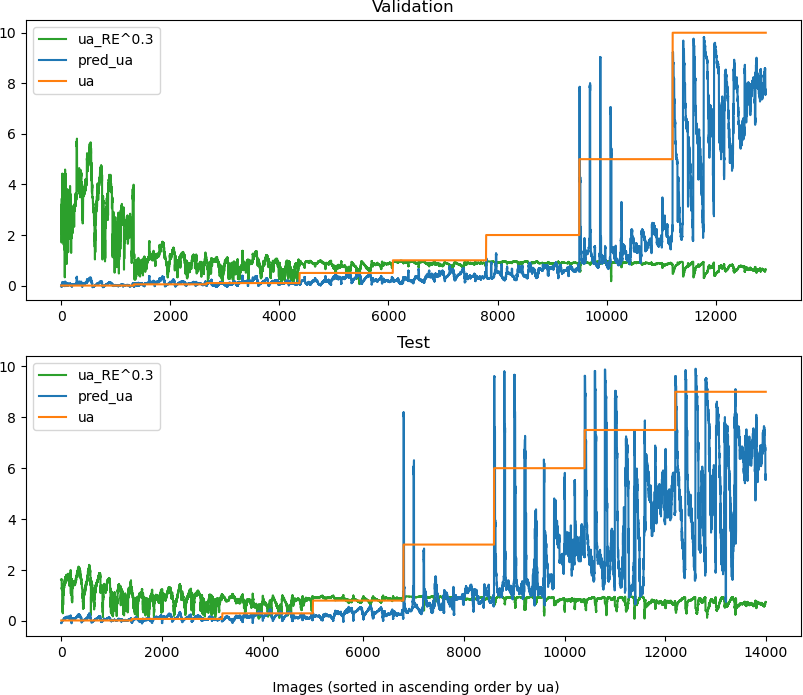 Validation
ua_RE^0.3
pred_ua
ua
10
8
6
4
2
0
0 2000 4000 6000 8000 10000 12000
Test
ua_RE^0.3
pred_ua
ua
10
8
6
4
2
0
0 2000 4000 6000 8000 10000 12000 14000
Images (sorted in ascending order by ua)